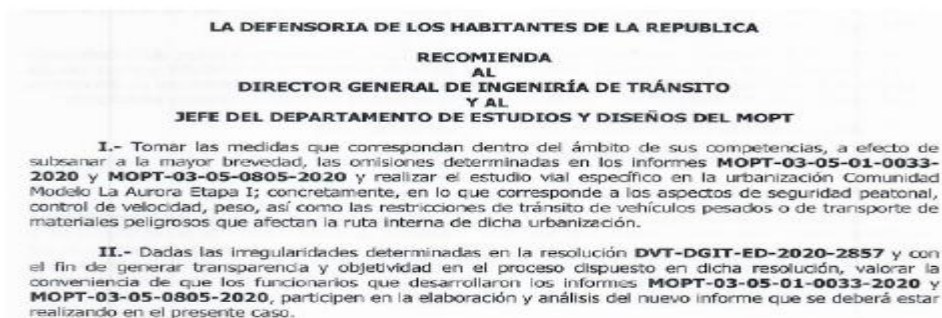 LA DEFENSORIA DE LOS HABITANTES DE LA REPUBLICA
RECOMIENDA
AL
DIRECTOR GENERAL DE INGENIRÍA DE TRÁNSITO
Y AL
JEFE DEL DEPARTAMENTO DE ESTUDIOS Y DISEÑOS DEL MOPT
I.- Tomar las medidas que correspondan dentro del ámbito de sus competencias, a efecto de
subsanar a la mayor brevedad, las omisiones determinadas en los informes MOPT-03-05-01-0033-
2020 y MOPT-03-05-0805-2020 y realizar el estudio vial específico en la urbanización Comunidad
Modelo La Aurora Etapa I; concretamente, en lo que corresponde a los aspectos de seguridad peatonal,
control de velocidad, peso, así como las restricciones de tránsito de vehículos pesados o de transporte de
materiales peligrosos que afectan la ruta interna de dicha urbanización.
II.- Dadas las irregularidades determinadas en la resolución DVT-DGIT-ED-2020-2857 y con
el fin de generar transparencia y objetividad en el proceso dispuesto en dicha resolución, valorar la
conveniencia de que los funcionarios que desarrollaron los informes MOPT-03-05-01-0033-2020 y
MOPT-03-05-0805-2020, participen en la elaboración y análisis del nuevo informe que se deberá estar
realizando en el presente caso.